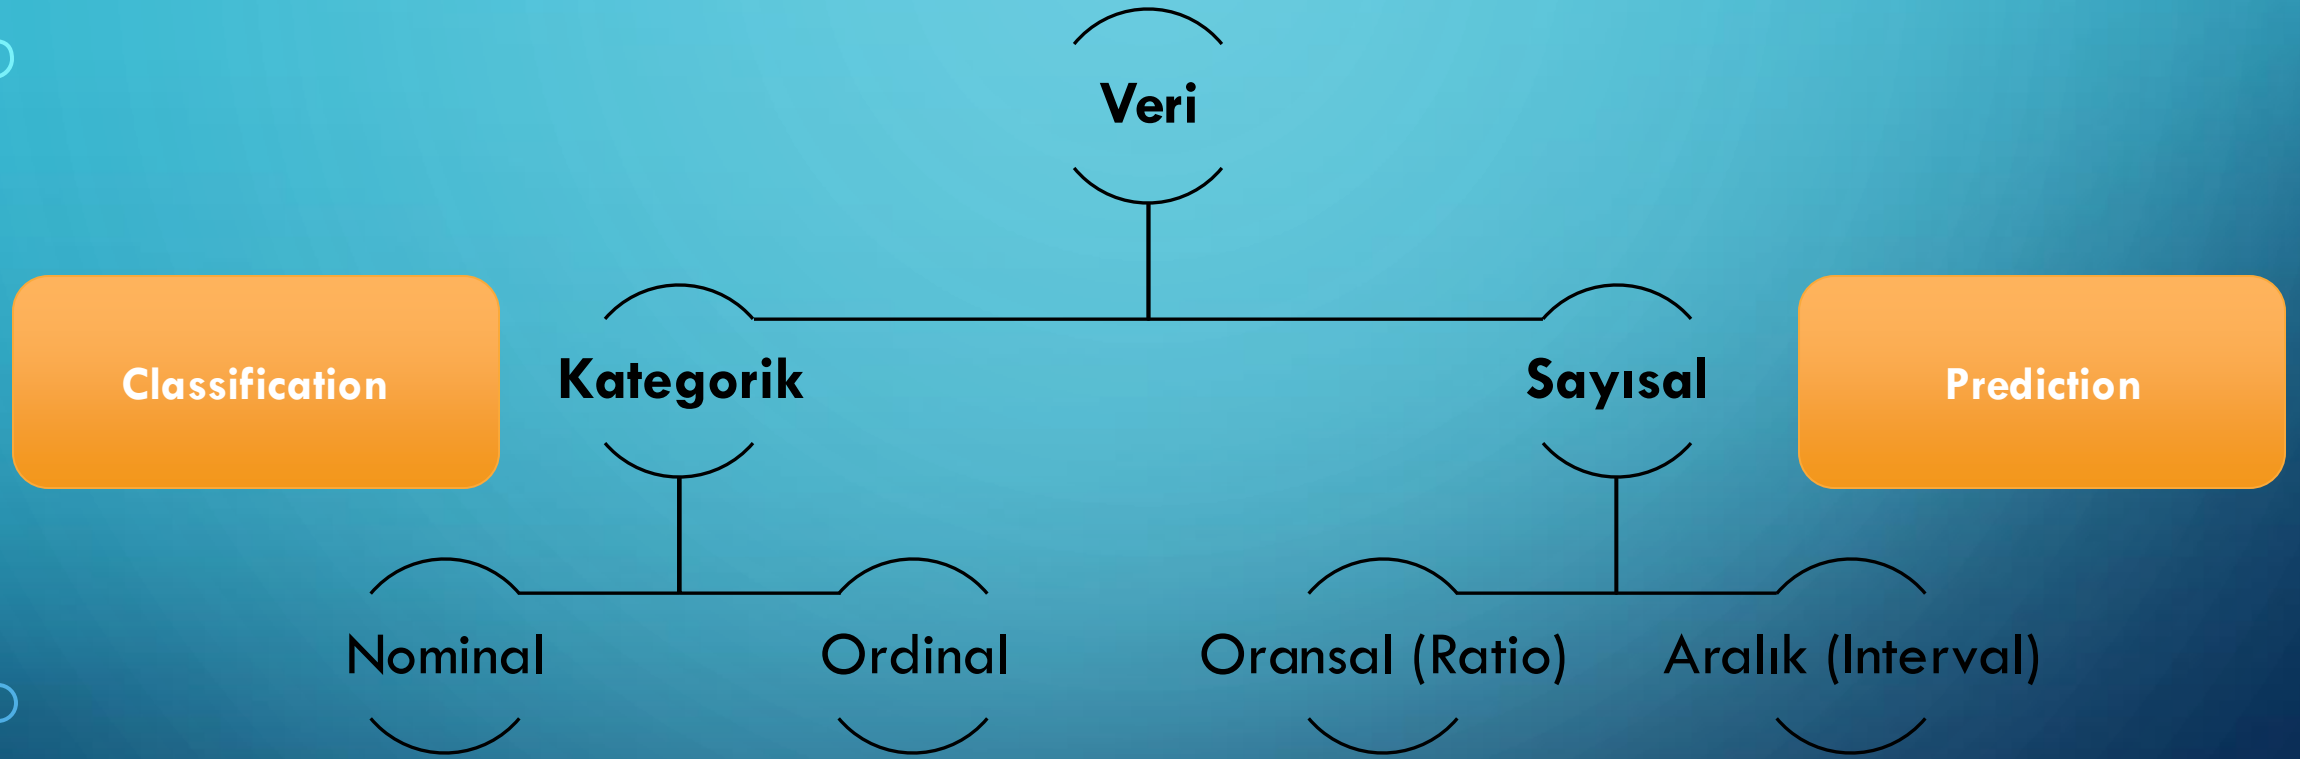 Veri
Classification
Kategorik
Sayısal
Prediction
Nominal
Ordinal
Oransal (Ratio)
Aralık (Interval)